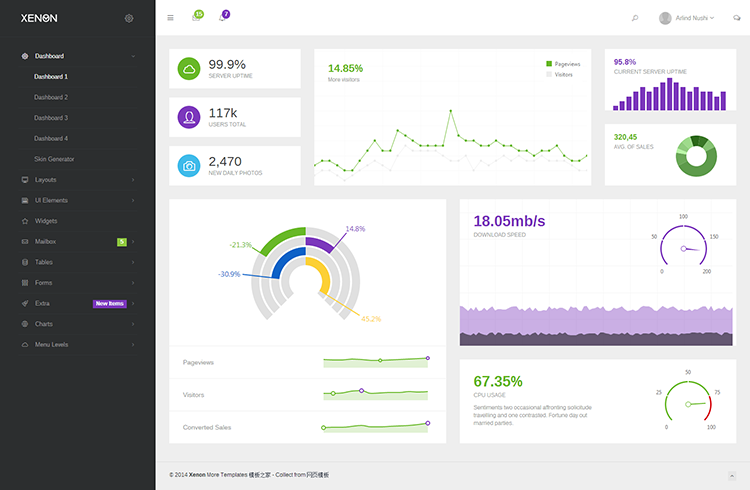 XENON
15
7
Arlind Nushi
Dashboard
Dashboard 1
Dashboard 2
Dashboard 3
Dashboard 4
Skin Generator
Layouts
UI Elements
Widgets
Mailbox
5
Tables
Forms
Extra
New Items
Charts
Menu Levels
99.9%
SERVER UPTIME
117k
USERS TOTAL
2,470
NEW DAILY PHOTOS
14.85%
More visitors
Pageviews
Visitors
95.8%
CURRENT SERVER UPTIME
320,45
AVG. OF SALES
-21.3%
14.8%
-30.9%
45.2%
Pageviews
Visitors
Converted Sales
18.05mb/s
DOWNLOAD SPEED
100
50
150
0
200
67.35%
CPU USAGE
Sentiments two occasional affronting solicitude
travelling and one contrasted. Fortune day out
married parties.
50
25
75
0
100
© 2014 Xenon More Templates 模板之家 - Collect from 网页模板